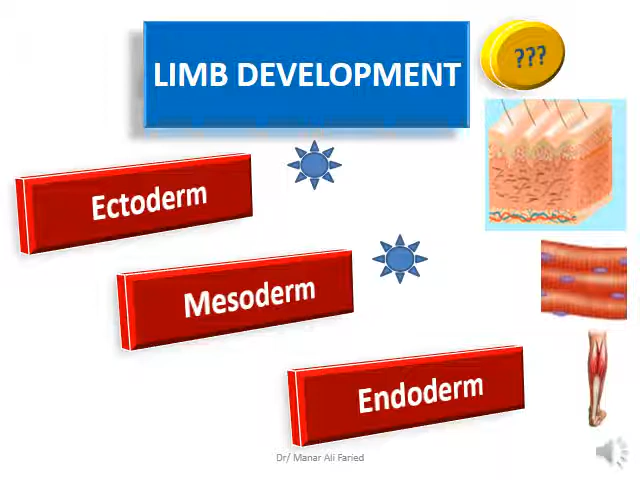 LIMB DEVELOPMENT
???
Ectoderm
Mesoderm
Endoderm
Dr/ Manar Ali Faried